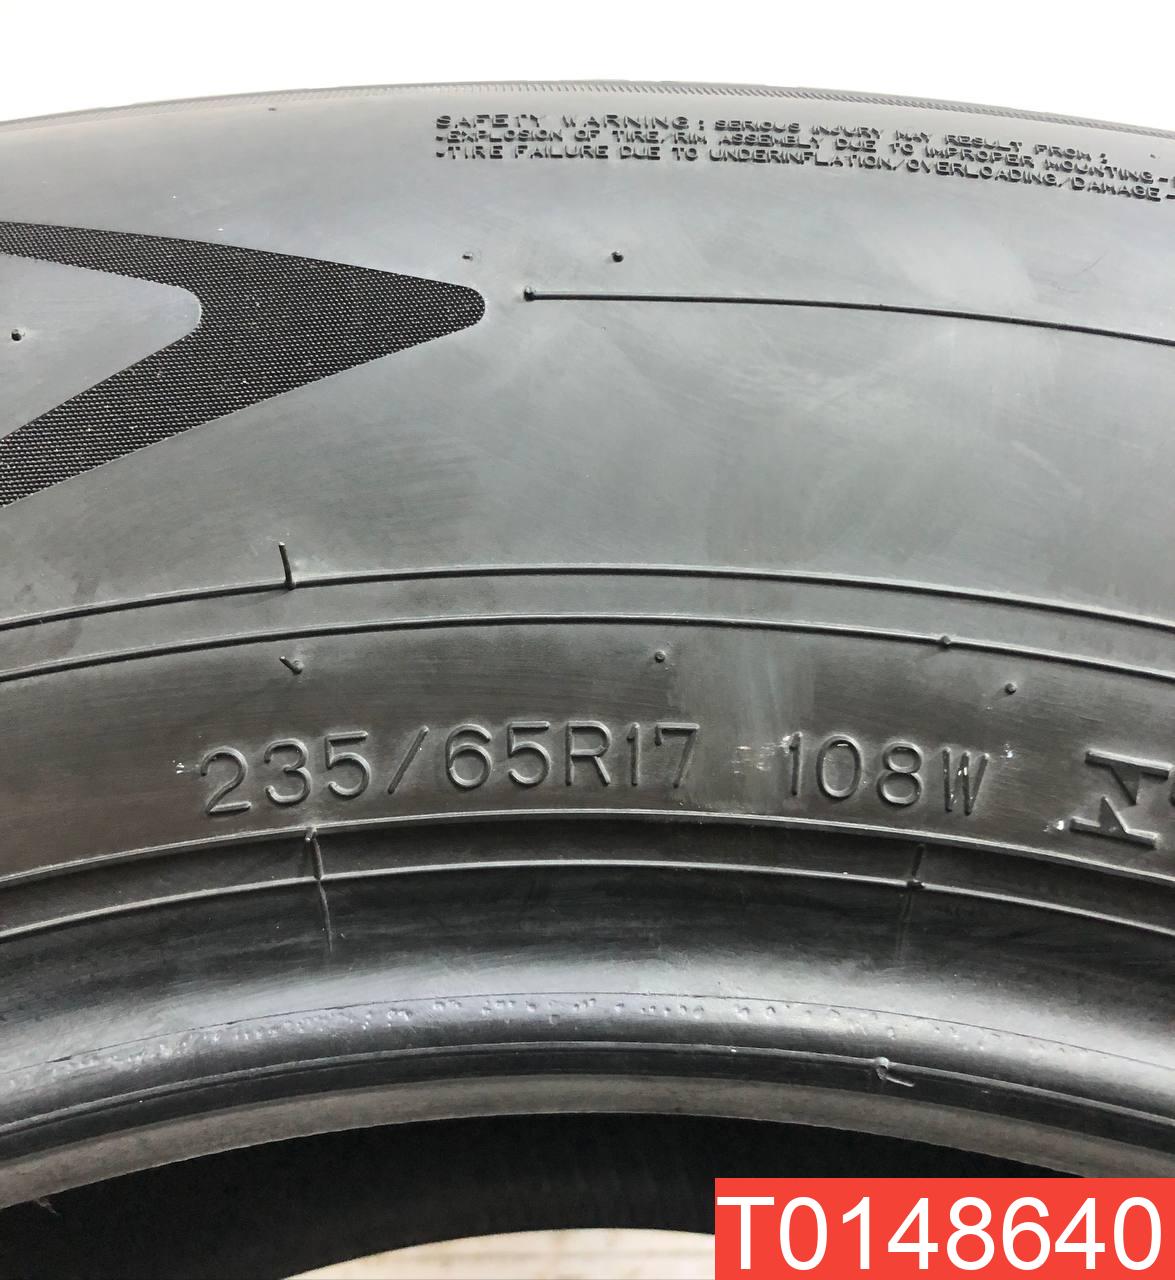 SAFETY WARNING: SERIOUS INJURY MAY RESULT FROM:
.EXPLOSION OF TIRE/RIM ASSEMBLY DUE TO IMPROPER MOUNTING-
.TIRE FAILURE DUE TO UNDERINFLATION/OVERLOADING/DAMAGE
235/65R17 108W
T0148640